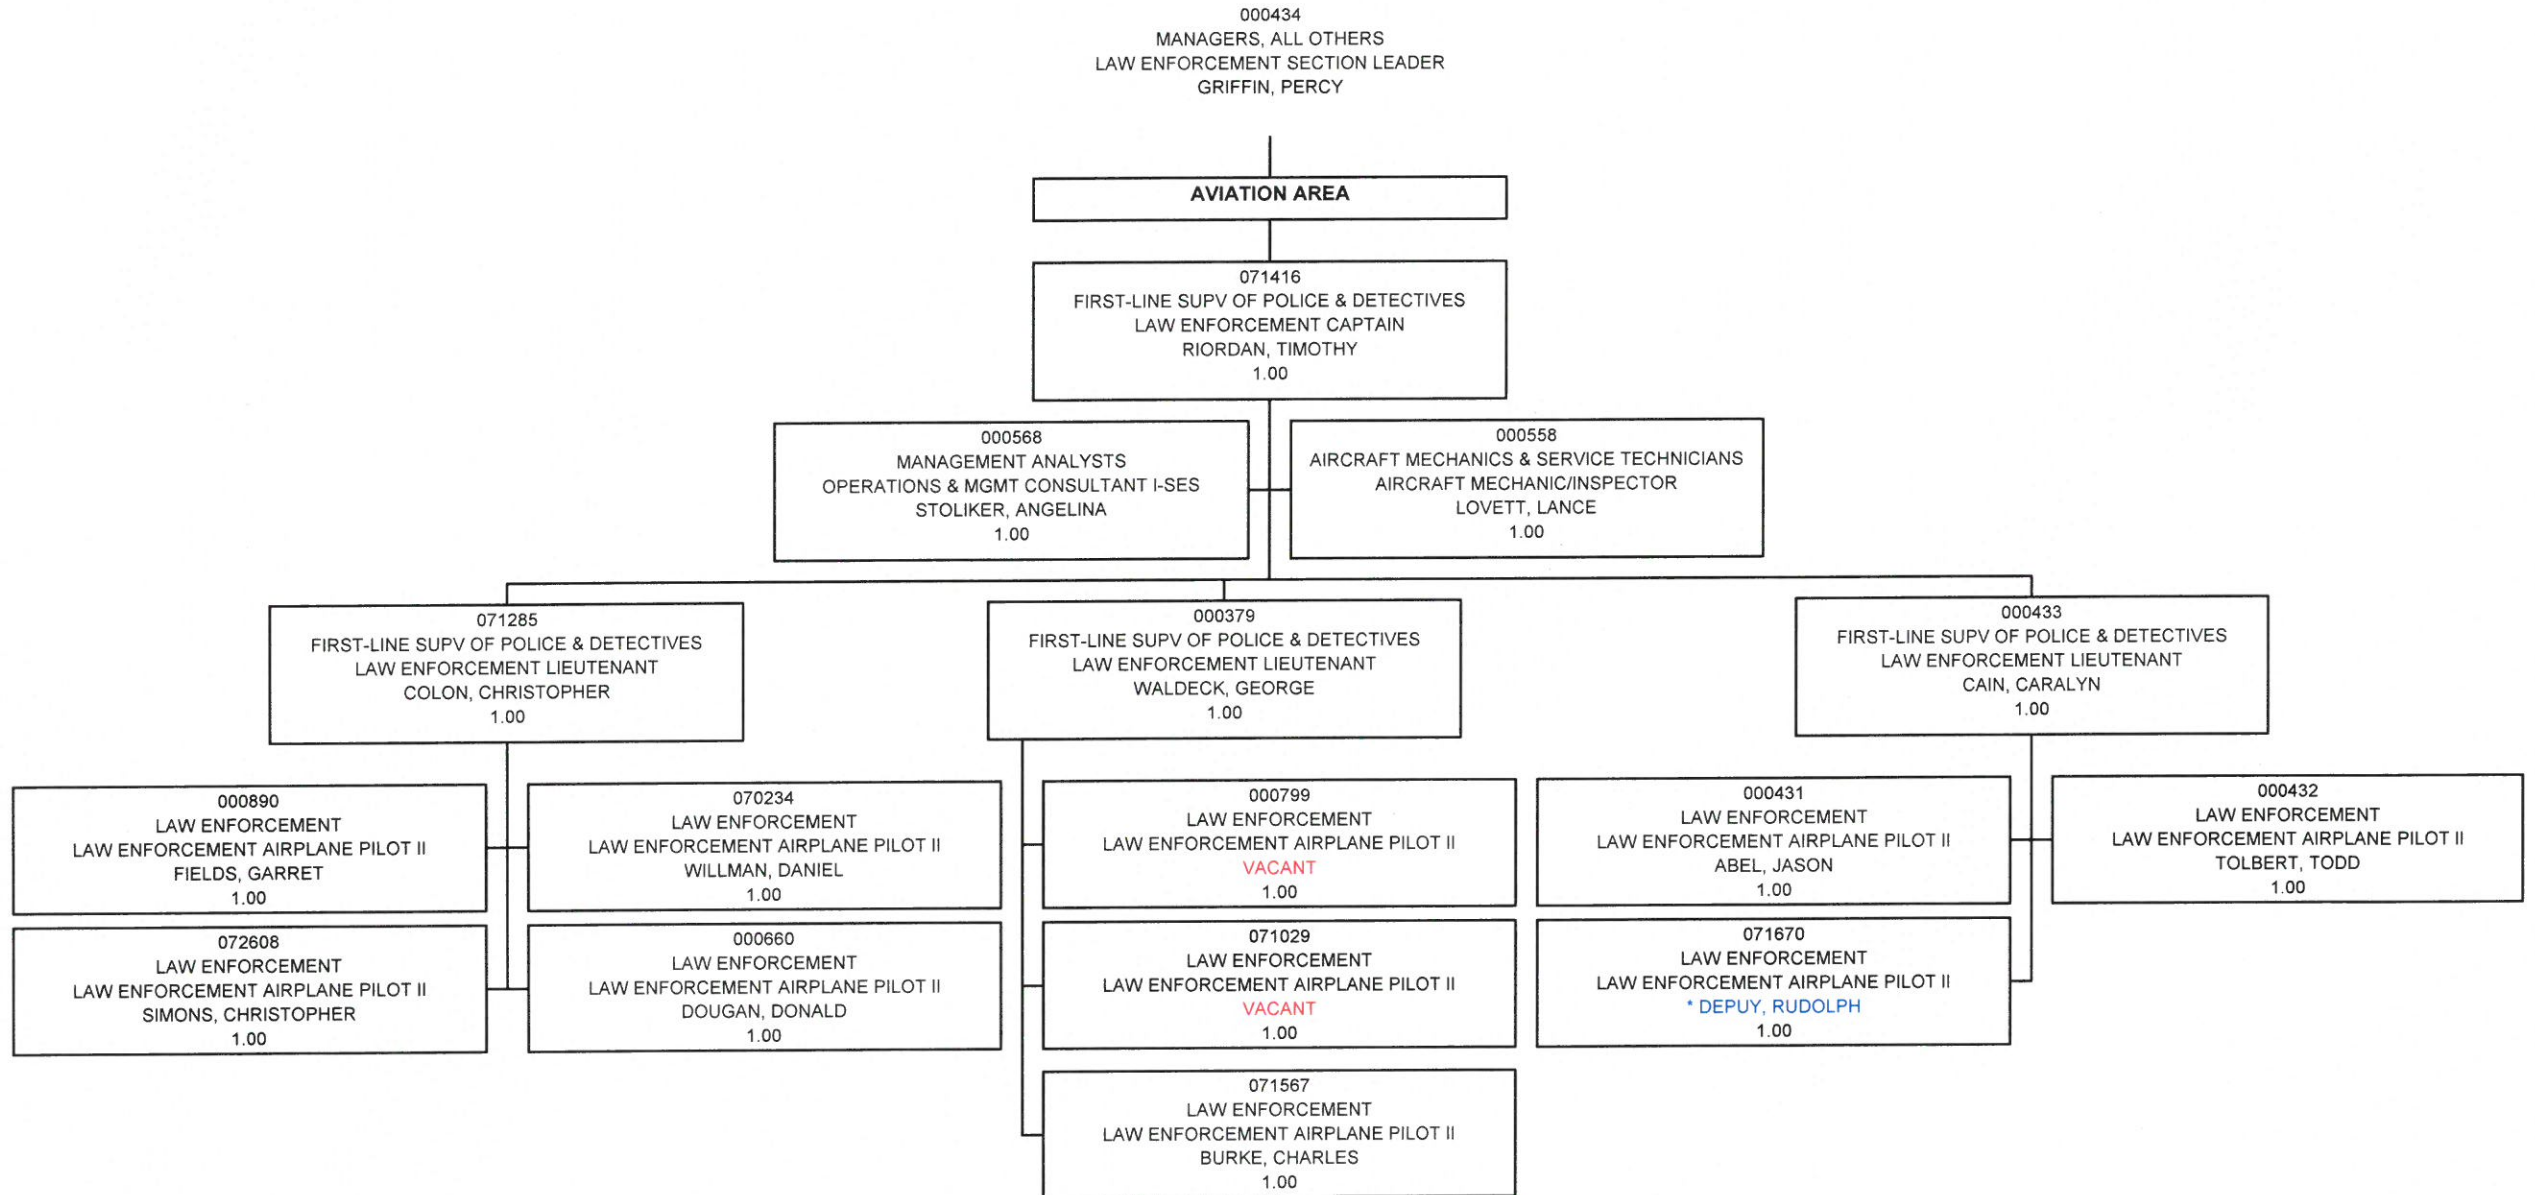 000434
MANAGERS, ALL OTHERS
LAW ENFORCEMENT SECTION LEADER
GRIFFIN, PERCY
AVIATION AREA
071416
FIRST-LINE SUPV OF POLICE & DETECTIVES
LAW ENFORCEMENT CAPTAIN
RIORDAN, TIMOTHY
1.00
000568
MANAGEMENT ANALYSTS
OPERATIONS & MGMT CONSULTANT I-SES
STOLIKER, ANGELINA
1.00
000558
AIRCRAFT MECHANICS & SERVICE TECHNICIANS
AIRCRAFT MECHANIC/INSPECTOR
LOVETT, LANCE
1.00
071285
FIRST-LINE SUPV OF POLICE & DETECTIVES
LAW ENFORCEMENT LIEUTENANT
COLON, CHRISTOPHER
1.00
000379
FIRST-LINE SUPV OF POLICE & DETECTIVES
LAW ENFORCEMENT LIEUTENANT
WALDECK, GEORGE
1.00
000433
FIRST-LINE SUPV OF POLICE & DETECTIVES
LAW ENFORCEMENT LIEUTENANT
CAIN, CARALYN
1.00
000890
LAW ENFORCEMENT
LAW ENFORCEMENT AIRPLANE PILOT II
FIELDS, GARRET
1.00
070234
LAW ENFORCEMENT
LAW ENFORCEMENT AIRPLANE PILOT II
WILLMAN, DANIEL
1.00
000799
LAW ENFORCEMENT
LAW ENFORCEMENT AIRPLANE PILOT II
VACANT
1.00
000431
LAW ENFORCEMENT
LAW ENFORCEMENT AIRPLANE PILOT II
ABEL, JASON
1.00
000432
LAW ENFORCEMENT
LAW ENFORCEMENT AIRPLANE PILOT II
TOLBERT, TODD
1.00
072608
LAW ENFORCEMENT
LAW ENFORCEMENT AIRPLANE PILOT II
SIMONS, CHRISTOPHER
1.00
000660
LAW ENFORCEMENT
LAW ENFORCEMENT AIRPLANE PILOT II
DOUGAN, DONALD
1.00
071029
LAW ENFORCEMENT
LAW ENFORCEMENT AIRPLANE PILOT II
VACANT
1.00
071670
LAW ENFORCEMENT
LAW ENFORCEMENT AIRPLANE PILOT II
* DEPUY, RUDOLPH
1.00
071567
LAW ENFORCEMENT
LAW ENFORCEMENT AIRPLANE PILOT II
BURKE, CHARLES
1.00